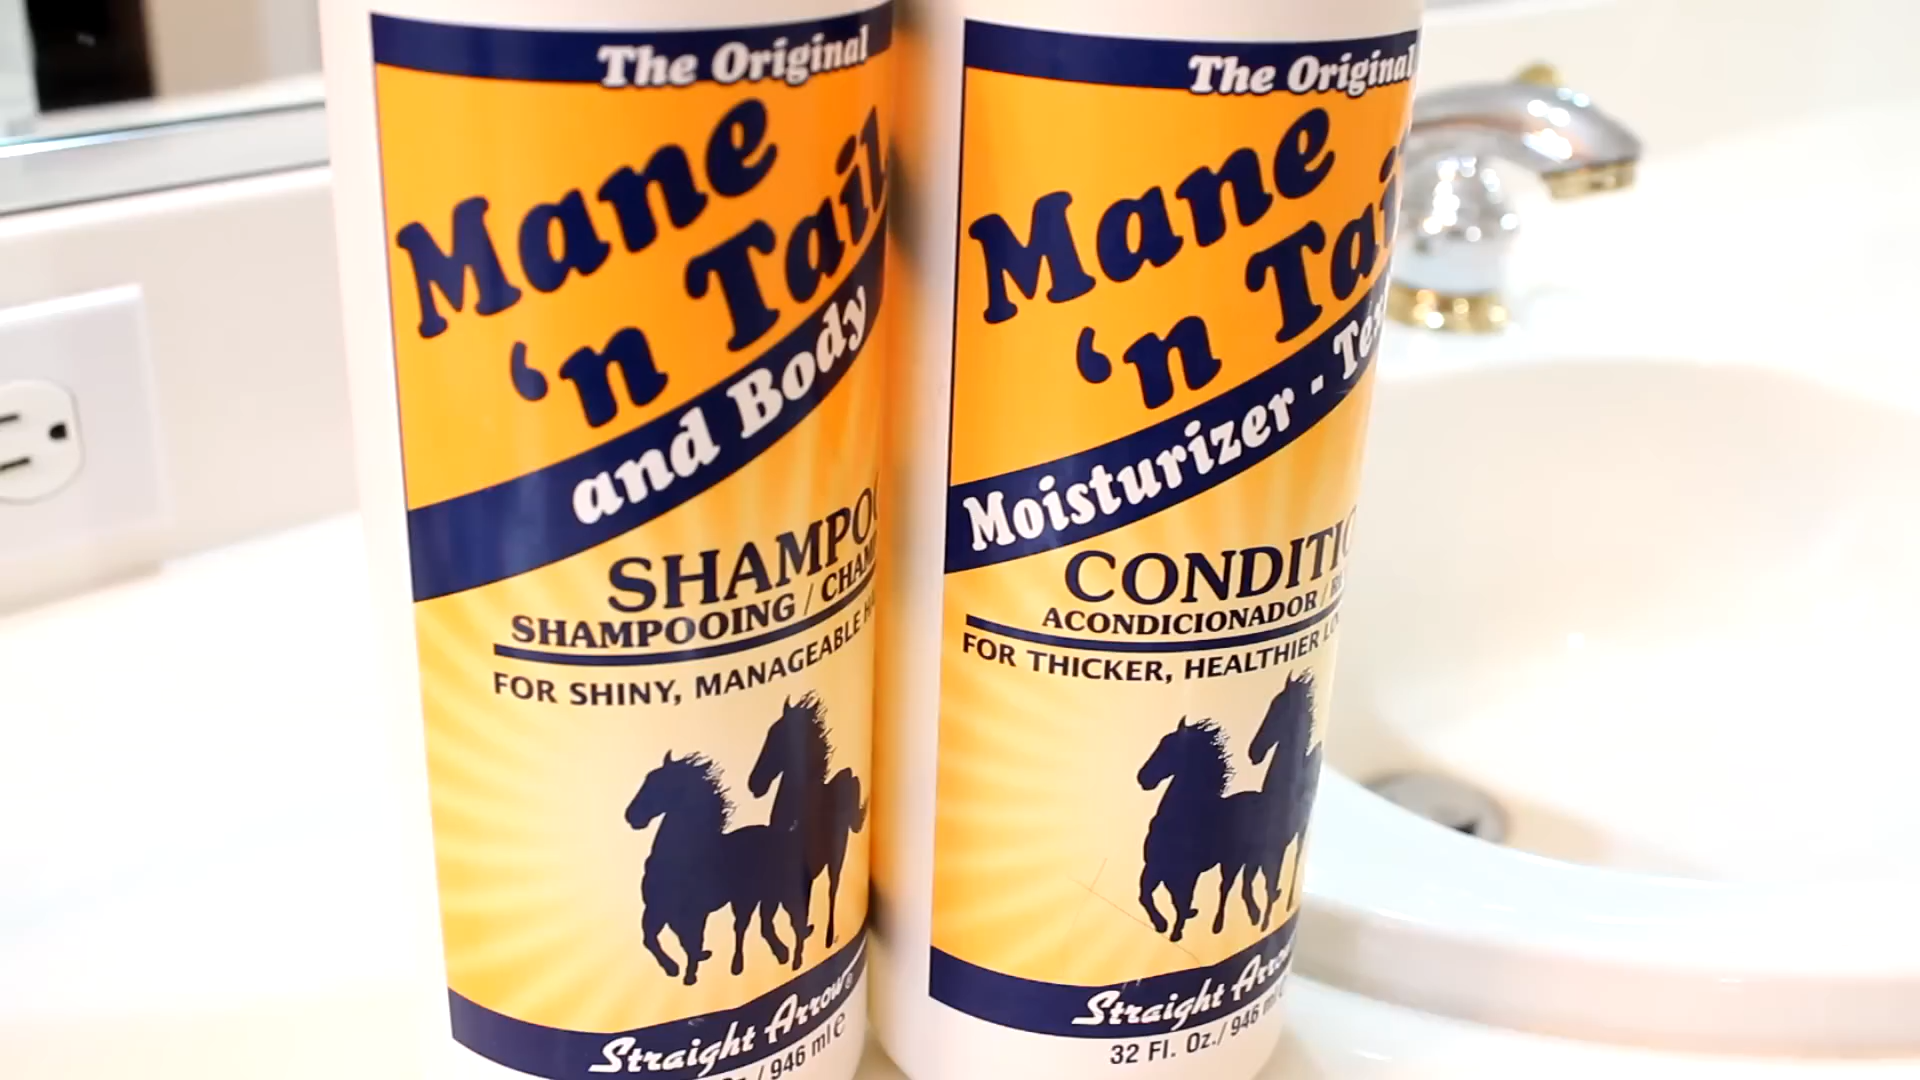 The Original
Mane
'n Tail
and Body
SHAMPOO
SHAMPOOING /
FOR SHINY, MANAGEABLE
Straight Arrow®
/ 946 ml e
The Original
Mane
'n Tail
Moisturizer -
CONDITIO
ACONDICIONADOR /
FOR THICKER, HEALTHIER
Straight Arrow
32 Fl. Oz./ 946 ml